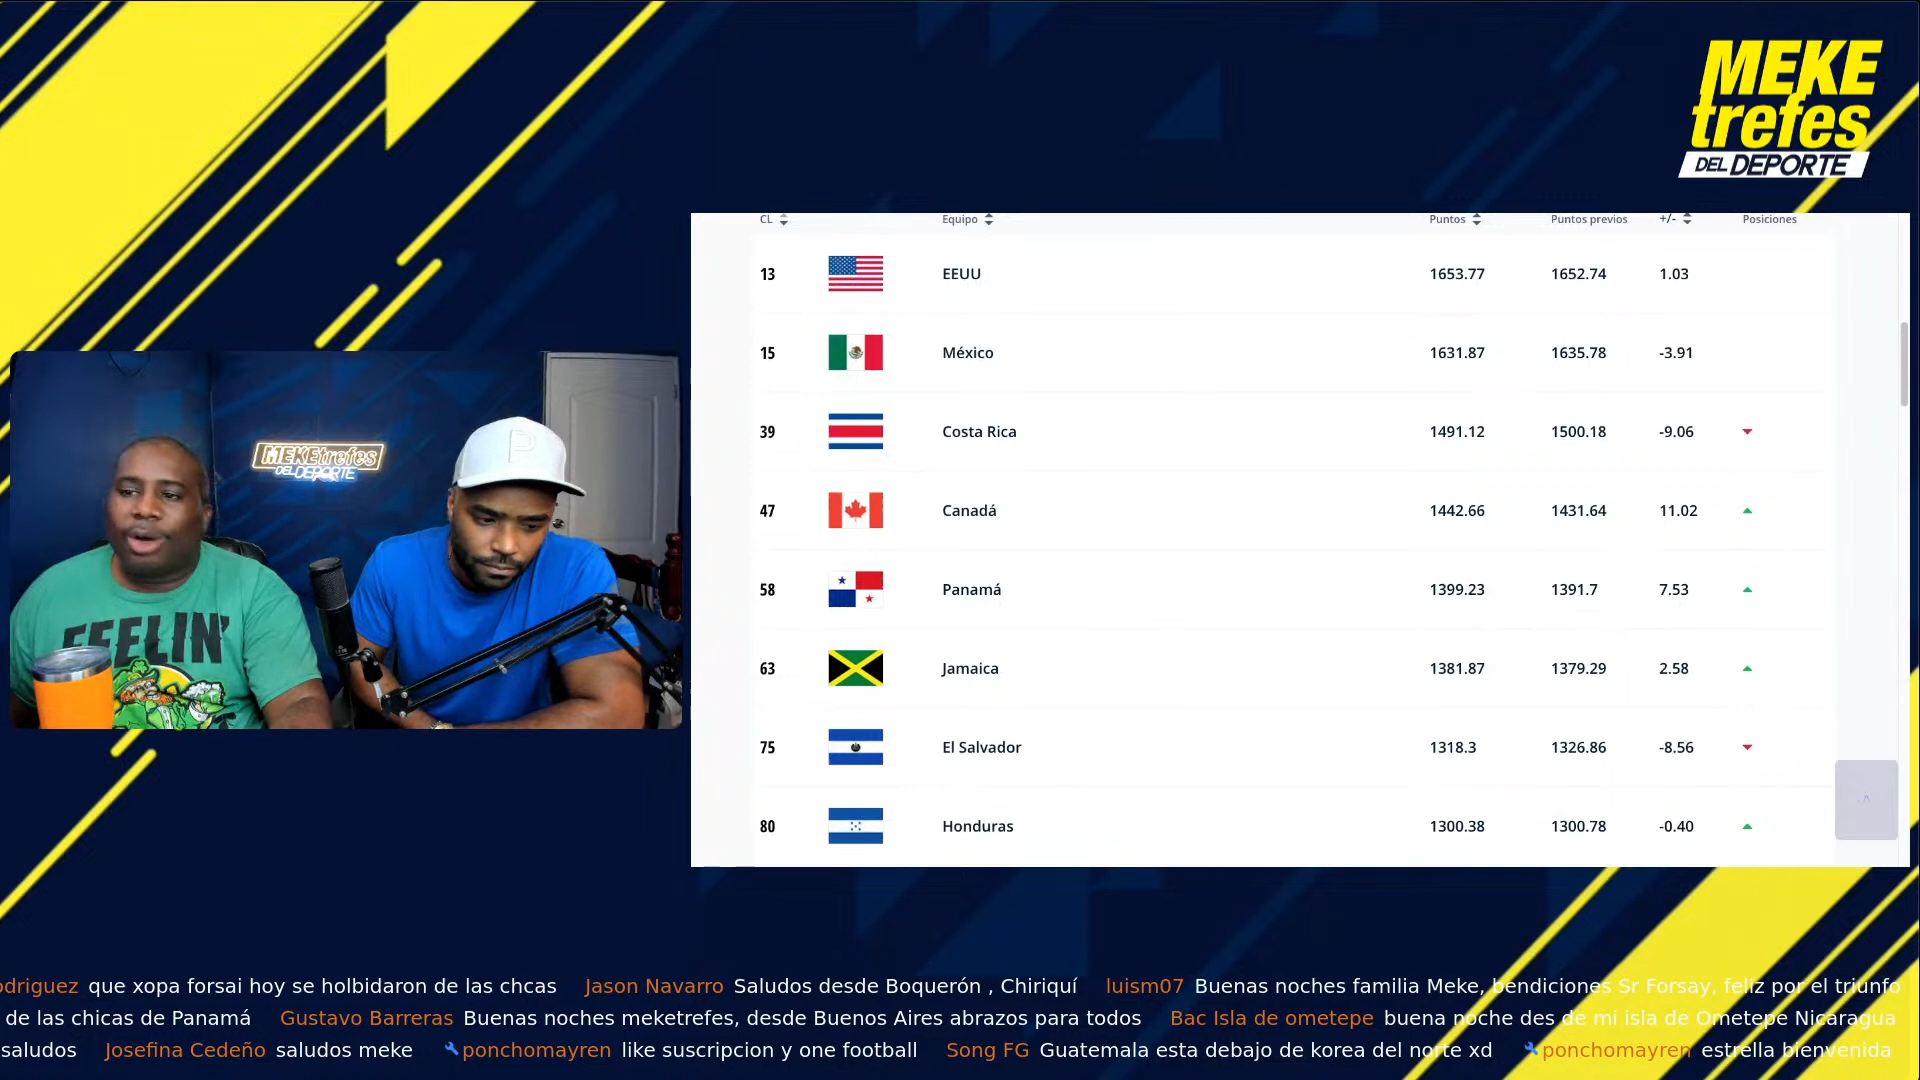 MEKE
trefes
DEL DEPORTE
CL Equipo Puntos Puntos previos +/- Posiciones
13 EEUU 1653.77 1652.74 1.03
15 México 1631.87 1635.78 -3.91
39 Costa Rica 1491.12 1500.18 -9.06
47 Canadá 1442.66 1431.64 11.02
58 Panamá 1399.23 1391.7 7.53
63 Jamaica 1381.87 1379.29 2.58
75 El Salvador 1318.3 1326.86 -8.56
80 Honduras 1300.38 1300.78 -0.40
MEKEtrefes
DEL DEPORTE
P
FEELIN'
odriguez que xopa forsai hoy se holbidaron de las chcas Jason Navarro Saludos desde Boquerón , Chiriquí luism07 Buenas noches familia Meke, bendiciones Sr Forsay, feliz por el triunfo
de las chicas de Panamá Gustavo Barreras Buenas noches meketrefes, desde Buenos Aires abrazos para todos Bac Isla de ometepe buena noche des de mi isla de Ometepe Nicaragua
saludos Josefina Cedeño saludos meke ponchomayren like suscripcion y one football Song FG Guatemala esta debajo de korea del norte xd ponchomayren estrella bienvenida